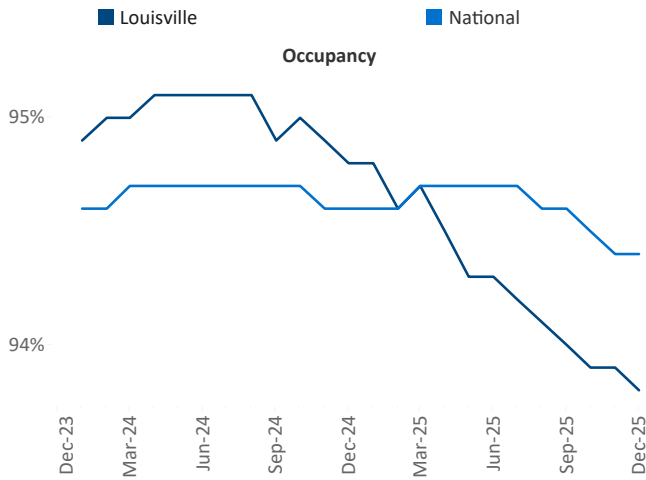 Louisville National
Occupancy
95%
94%
Dec-23 Mar-24 Jun-24 Sep-24 Dec-24 Mar-25 Jun-25 Sep-25 Dec-25